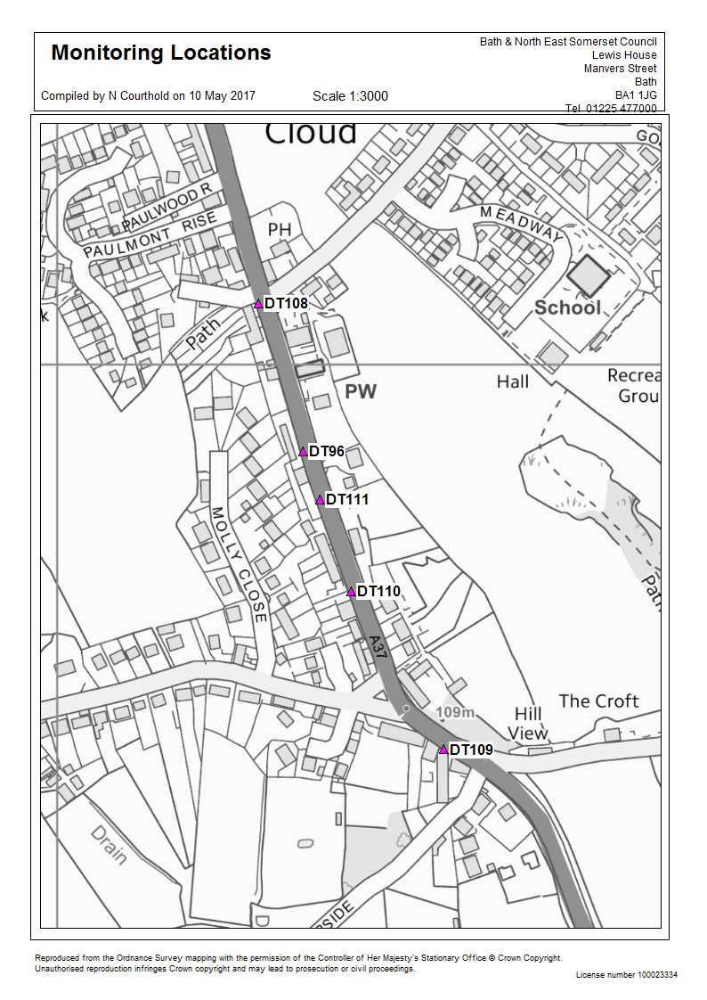 Monitoring Locations
Compiled by N Courthold on 10 May 2017
Scale 1:3000
Bath & North East Somerset Council
Lewis House
Manvers Street
Bath
BA1 1JG
Tel 01225 477000
Cloud
GO
PAULWOOD R
PAULMONT RISE
PH
MEADWAY
School
DT108
k
Path
PW
Hall
Recrea
Grou
DT96
DT111
MOLLY CLOSE
DT110
Path
A37
109m
The Croft
Hill
View
DT109
Drain
RSIDE
Reproduced from the Ordnance Survey mapping with the permission of the Controller of Her Majesty's Stationary Office © Crown Copyright.
Unauthorised reproduction infringes Crown copyright and may lead to prosecution or civil proceedings.
License number 100023334